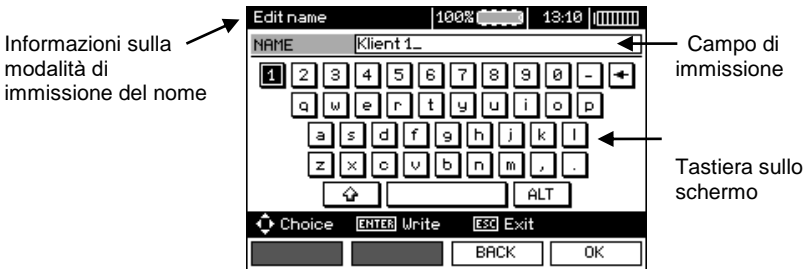 Edit name 100% 13:10
Informazioni sulla
modalità di
immissione del nome
NAME Klient 1_
Campo di
immissione
1 2 3 4 5 6 7 8 9 0 - ←
q w e r t y u i o p
a s d f g h j k l
z x c v b n m , .
ALT
Tastiera sullo
schermo
Choice ENTER Write ESC Exit
BACK OK